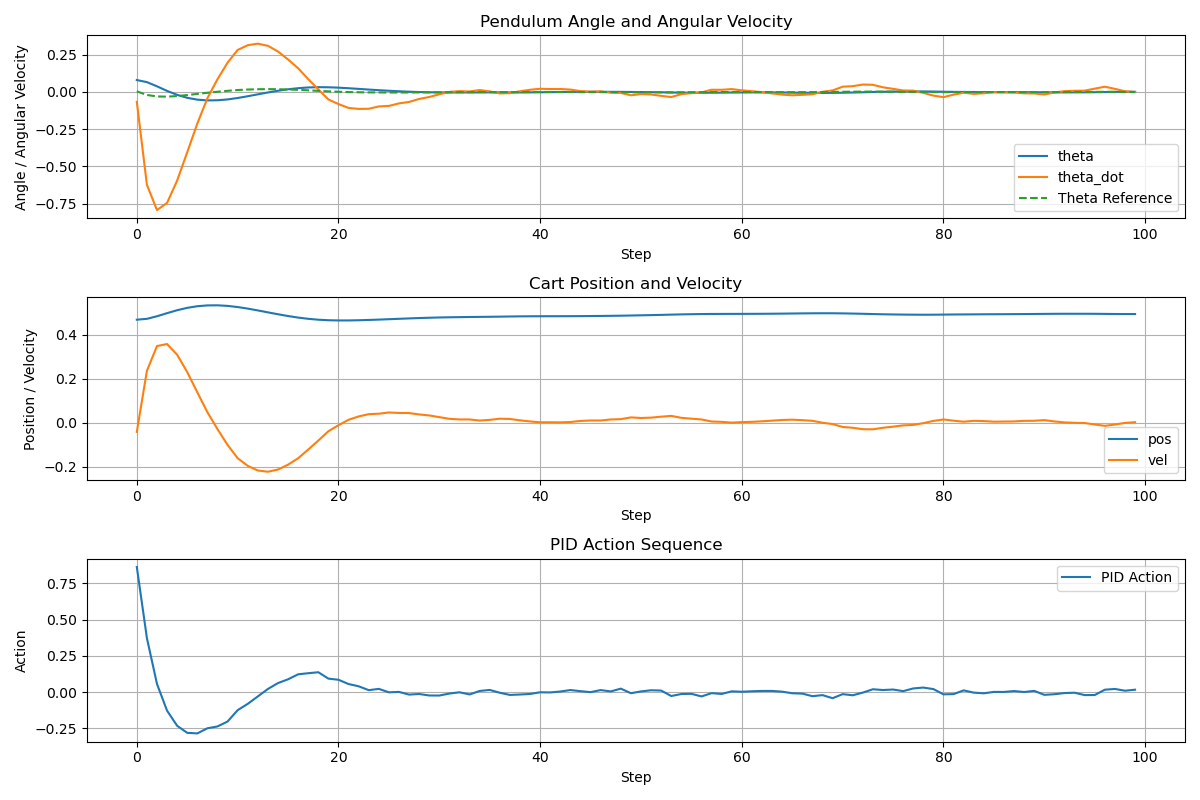 Pendulum Angle and Angular Velocity
Angle / Angular Velocity
0.25
0.00
−0.25
−0.50
−0.75
theta
theta_dot
Theta Reference
0 20 40 60 80 100
Step
Cart Position and Velocity
Position / Velocity
0.4
0.2
0.0
−0.2
pos
vel
0 20 40 60 80 100
Step
PID Action Sequence
Action
0.75
0.50
0.25
0.00
−0.25
PID Action
0 20 40 60 80 100
Step